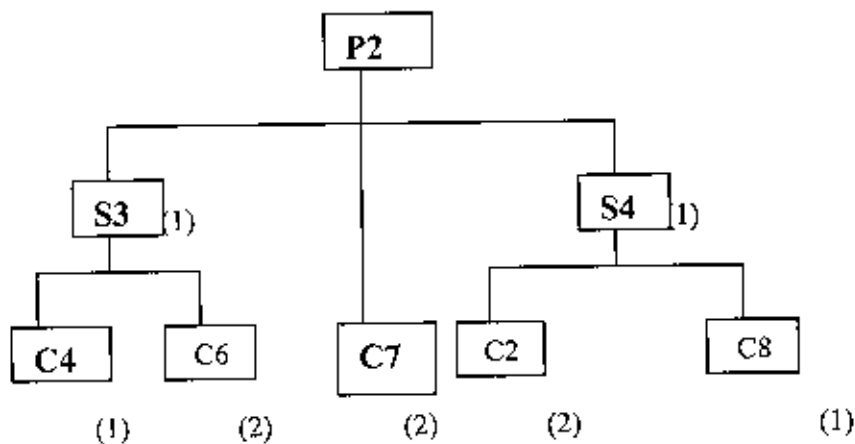 P2
S3 (1)
S4 (1)
C4
C6
C7
C2
C8
(1)
(2)
(2)
(2)
(1)